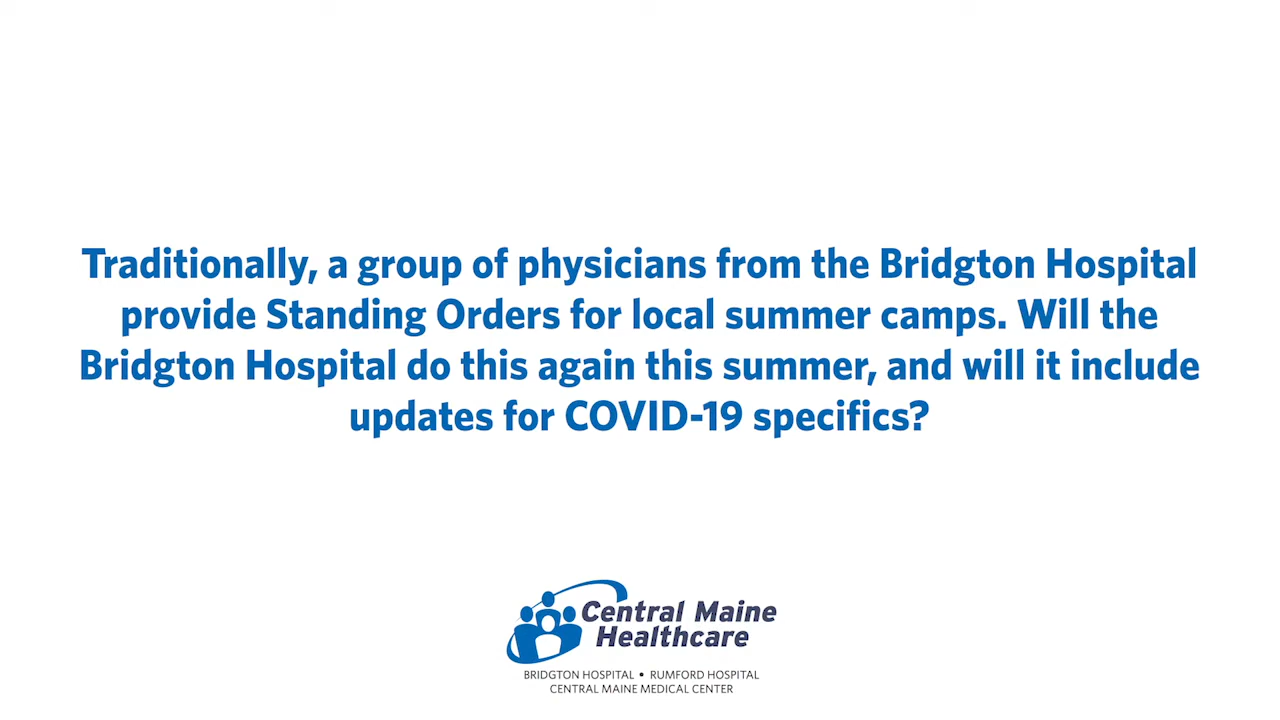 Traditionally, a group of physicians from the Bridgton Hospital
provide Standing Orders for local summer camps. Will the
Bridgton Hospital do this again this summer, and will it include
updates for COVID-19 specifics?
Central Maine
Healthcare
BRIDGTON HOSPITAL • RUMFORD HOSPITAL
CENTRAL MAINE MEDICAL CENTER